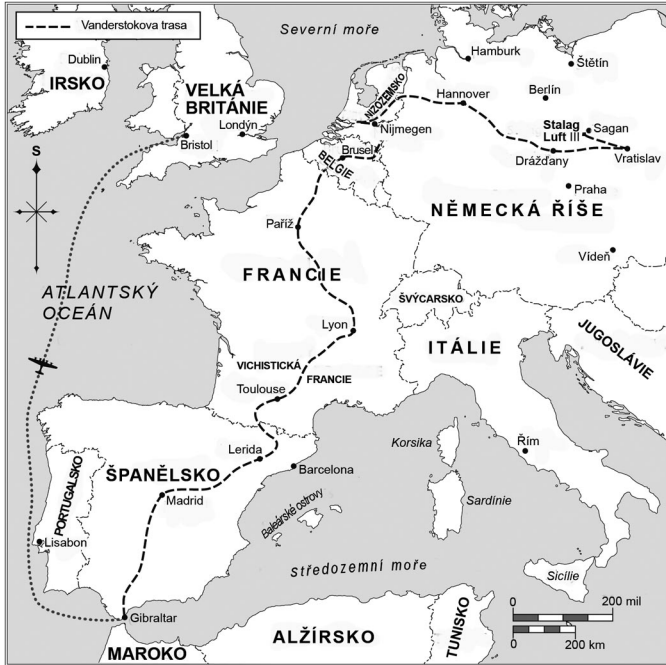 Vanderstokova trasa
Severní moře
Hamburk
Štětín
Dublin
IRSKO
VELKÁ
BRITÁNIE
Londýn
Bristol
NIZOZEMSKO
Hannover
Berlín
Nijmegen
Stalag
Luft III
Sagan
Brusel
BELGIE
Drážďany
Vratislav
S
Praha
Paříž
NĚMECKÁ ŘÍŠE
Vídeň
FRANCIE
ATLANTSKÝ
OCEÁN
ŠVÝCARSKO
Lyon
ITÁLIE
JUGOSLÁVIE
VICHISTICKÁ
FRANCIE
Toulouse
Korsika
Lerida
Řím
ŠPANĚLSKO
Barcelona
PORTUGALSKO
Madrid
Sardínie
Baleárské ostrovy
Lisabon
Středozemní moře
Sicílie
0 200 mil
0 200 km
Gibraltar
MAROKO
ALŽÍRSKO
TUNISKO